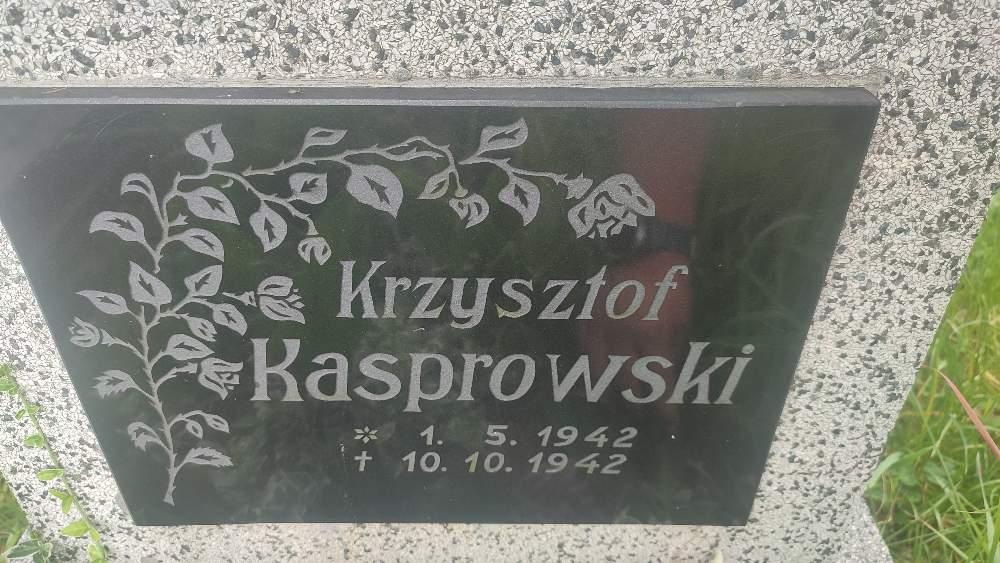 Krzysztof
Kasprowski
* 1. 5. 1942
† 10. 10. 1942